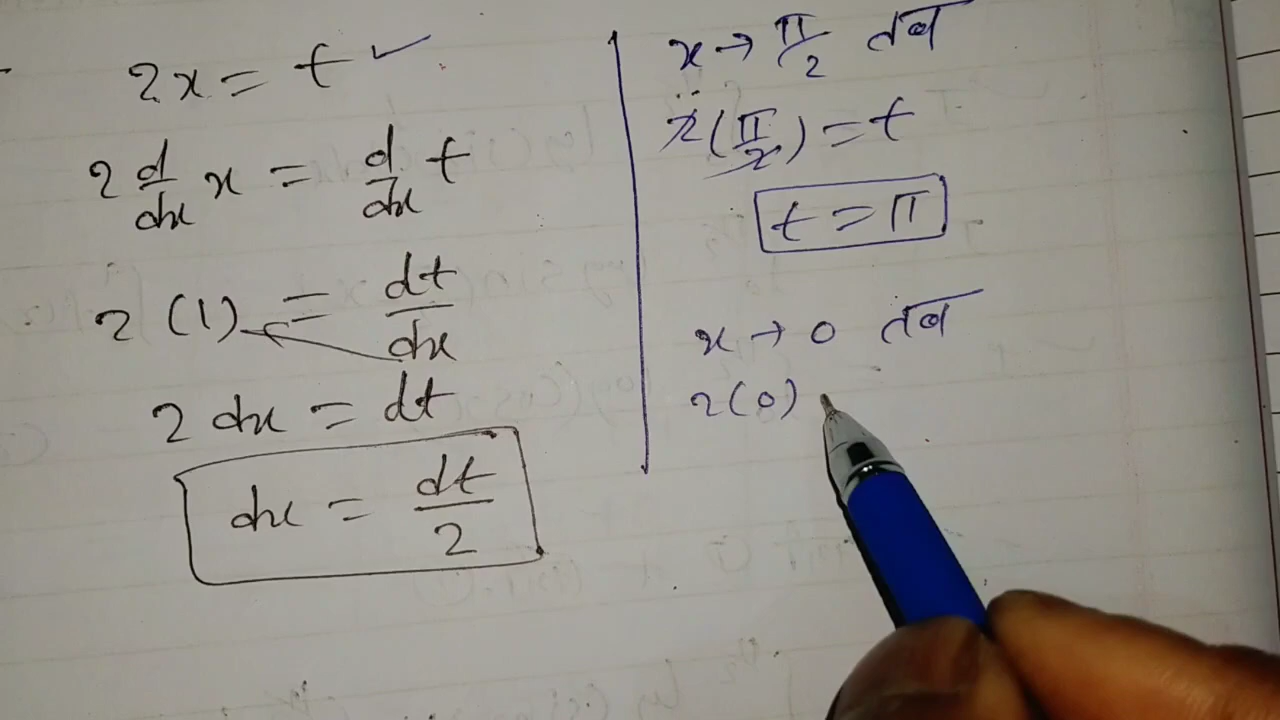 2x = t ✓
2 d/dx x = d/dx t
2 (1) = dt/dx
2 dx = dt
dx = dt/2
x → π/2 तब
2(π/2) = t
t = π
x → 0 तब
2(0)